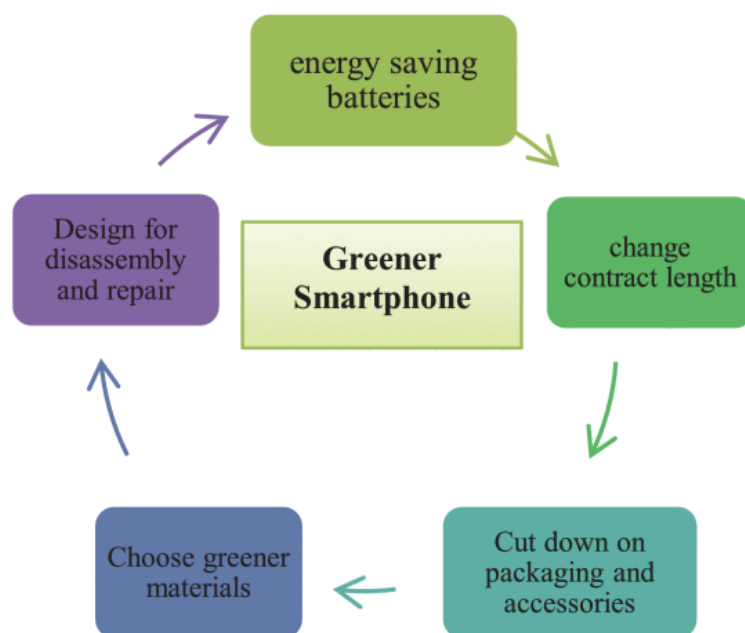 energy saving
batteries
change
contract length
Cut down on
packaging and
accessories
Choose greener
materials
Design for
disassembly
and repair
Greener
Smartphone